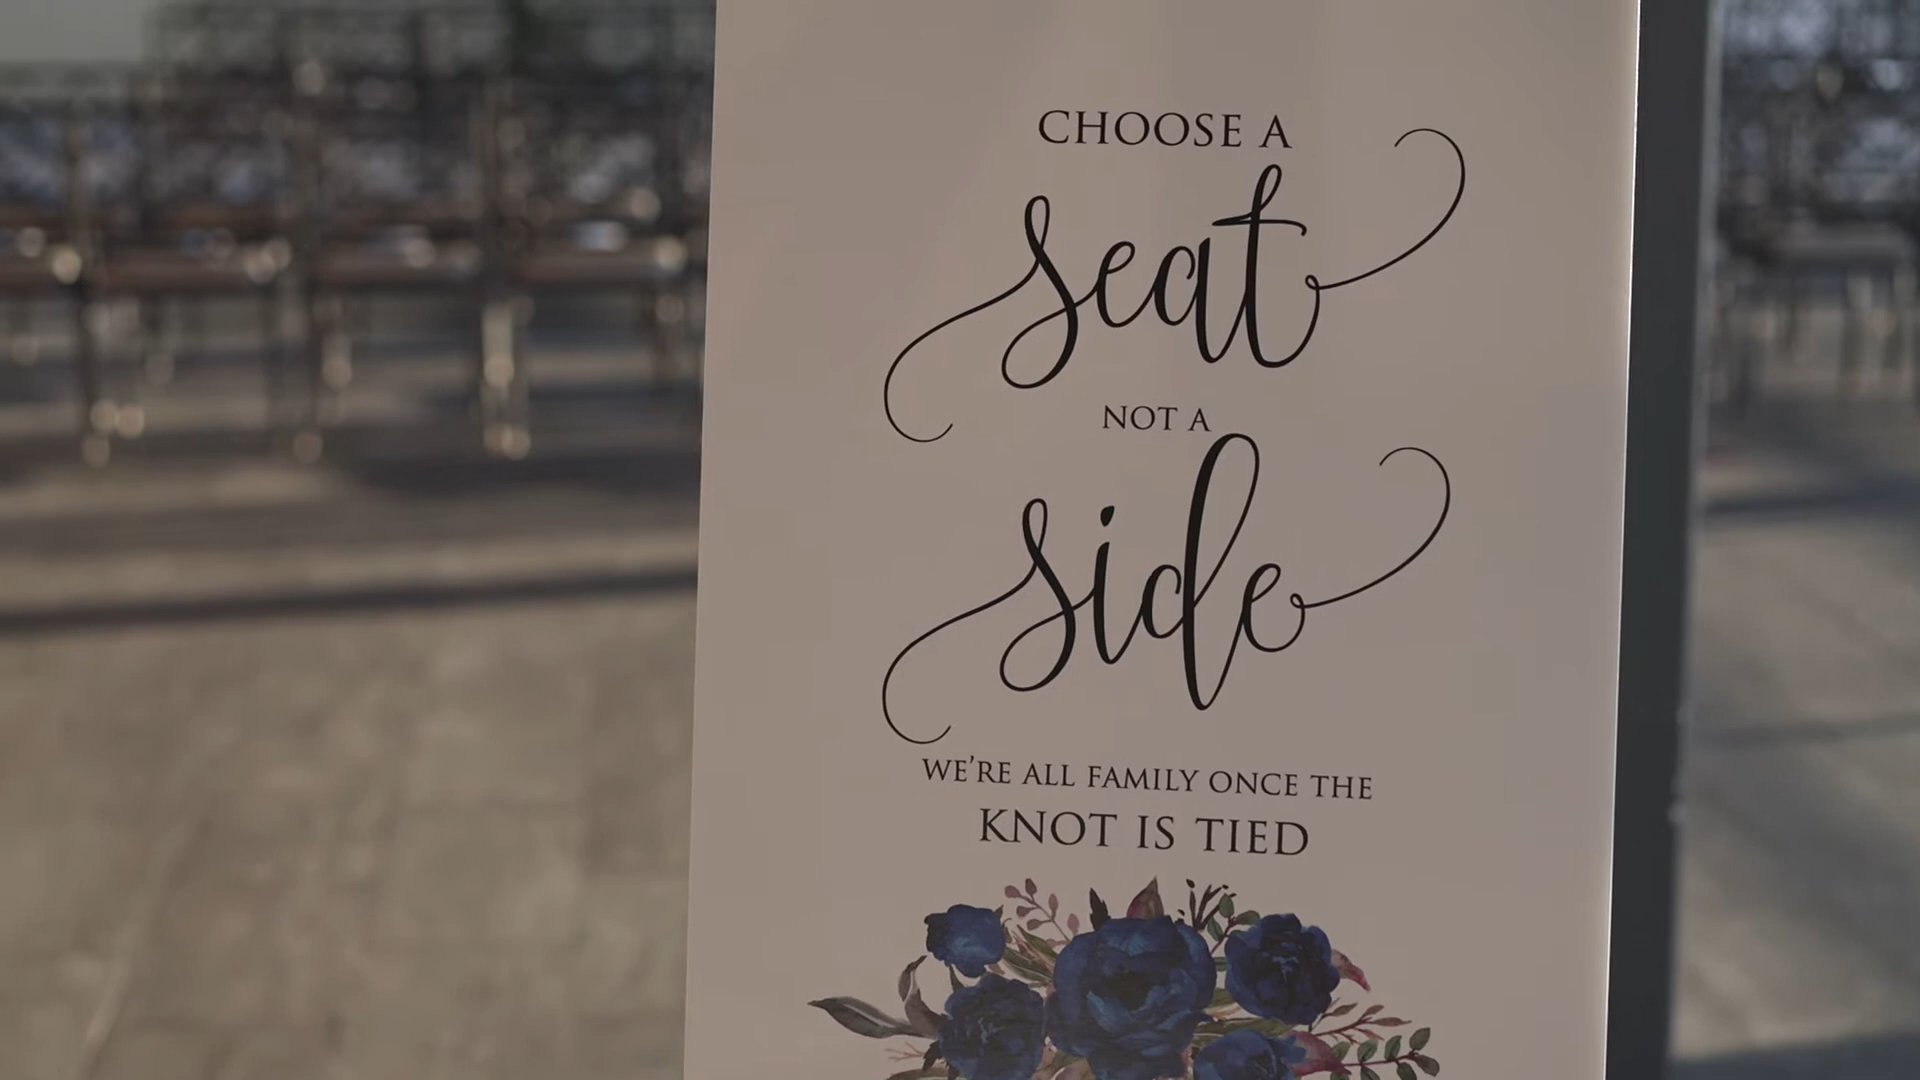 CHOOSE A
seat
NOT A
side
WE'RE ALL FAMILY ONCE THE
KNOT IS TIED